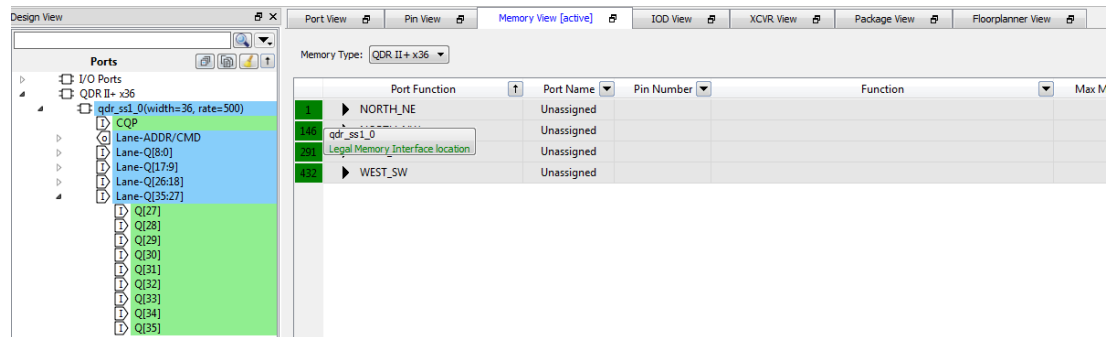 Design View
Ports
I/O Ports
QDR II+ x36
qdr_ss1_0(width=36, rate=500)
CQP
Lane-ADDR/CMD
Lane-Q[8:0]
Lane-Q[17:9]
Lane-Q[26:18]
Lane-Q[35:27]
Q[27]
Q[28]
Q[29]
Q[30]
Q[31]
Q[32]
Q[33]
Q[34]
Q[35]
Port View Pin View Memory View [active] IOD View XCVR View Package View Floorplanner View
Memory Type: QDR II+ x36
Port Function Port Name Pin Number Function Max M
1 NORTH_NE Unassigned
146 Unassigned
qdr_ss1_0
Legal Memory Interface location
291 Unassigned
432 WEST_SW Unassigned